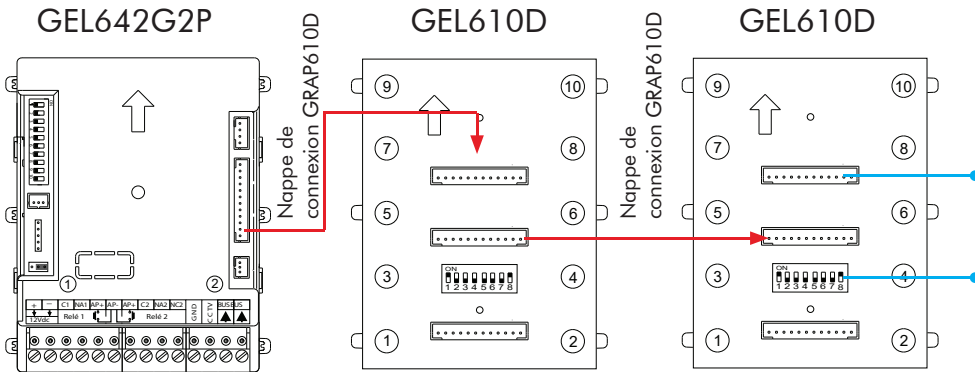 GEL642G2P
GEL610D
GEL610D
Nappe de
connexion GRAP610D
Nappe de
connexion GRAP610D
9 10
7 8
5 6
3 4
1 2
ON
1 2 3 4 5 6 7 8
9 10
7 8
5 6
3 4
1 2
ON
1 2 3 4 5 6 7 8
1 2
+ − C1 NA1 AP+ AP- AP+ C2 NA2 NC2 GND CCTV BUS BUS
12Vdc Relé 1 Relé 2